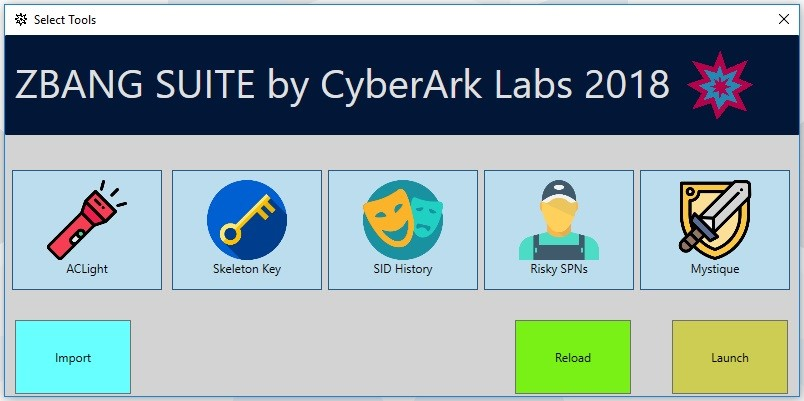 Select Tools
ZBANG SUITE by CyberArk Labs 2018
ACLight
Skeleton Key
SID History
Risky SPNs
Mystique
Import
Reload
Launch